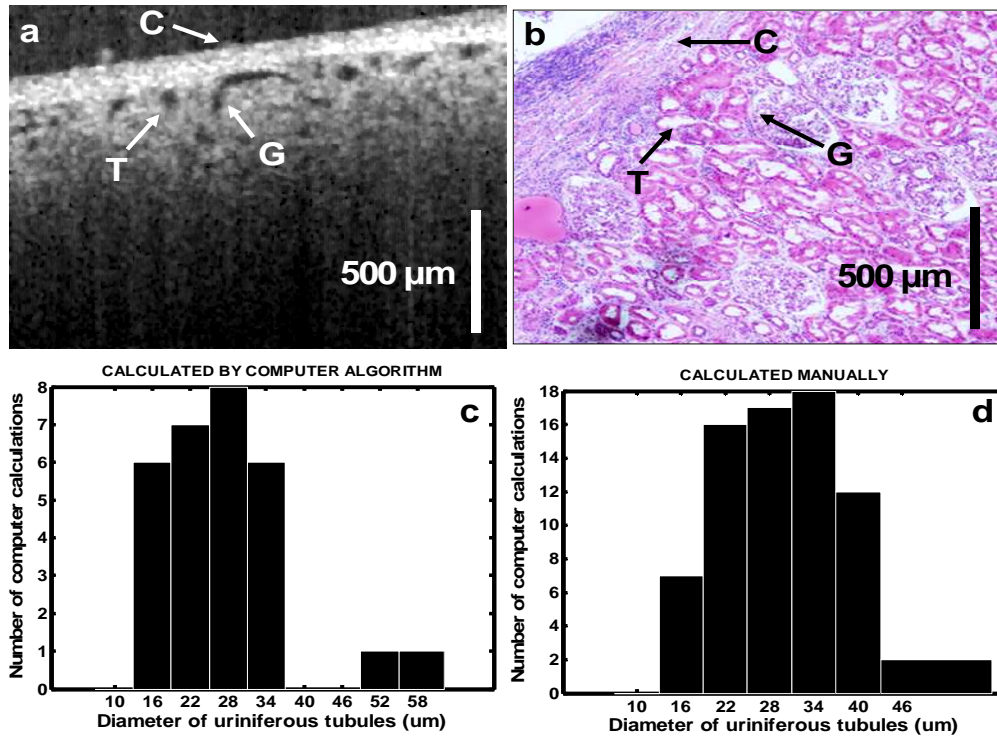 a
C
T
G
500 µm
b
C
T
G
500 µm
CALCULATED BY COMPUTER ALGORITHM
c
Number of computer calculations
8
7
6
5
4
3
2
1
0
10 16 22 28 34 40 46 52 58
Diameter of uriniferous tubules (um)
CALCULATED MANUALLY
d
Number of computer calculations
18
16
14
12
10
8
6
4
2
0
10 16 22 28 34 40 46
Diameter of uriniferous tubules (um)